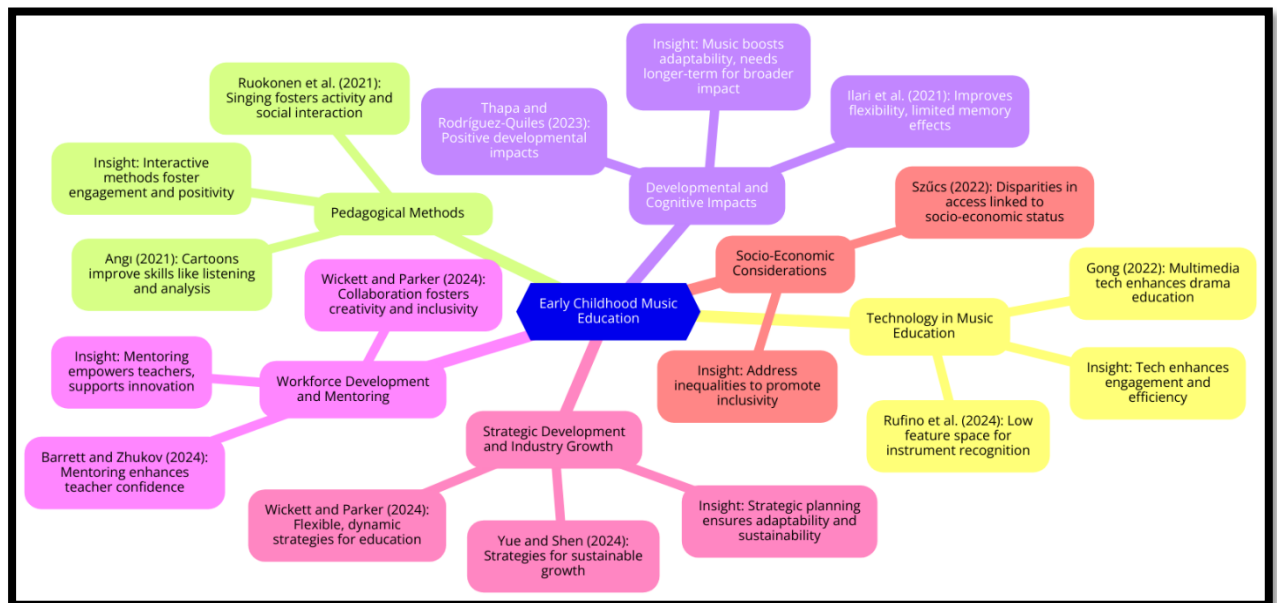 Early Childhood Music
Education
Pedagogical Methods
Ruokonen et al. (2021):
Singing fosters activity and
social interaction
Insight: Interactive
methods foster
engagement and positivity
Angı (2021): Cartoons
improve skills like listening
and analysis
Developmental and
Cognitive Impacts
Thapa and
Rodríguez-Quiles (2023):
Positive developmental
impacts
Insight: Music boosts
adaptability, needs
longer-term for broader
impact
Ilari et al. (2021): Improves
flexibility, limited memory
effects
Socio-Economic
Considerations
Szűcs (2022): Disparities in
access linked to
socio-economic status
Insight: Address
inequalities to promote
inclusivity
Technology in Music
Education
Gong (2022): Multimedia
tech enhances drama
education
Insight: Tech enhances
engagement and
efficiency
Rufino et al. (2024): Low
feature space for
instrument recognition
Workforce Development
and Mentoring
Wickett and Parker (2024):
Collaboration fosters
creativity and inclusivity
Insight: Mentoring
empowers teachers,
supports innovation
Barrett and Zhukov (2024):
Mentoring enhances
teacher confidence
Strategic Development
and Industry Growth
Wickett and Parker (2024):
Flexible, dynamic
strategies for education
Yue and Shen (2024):
Strategies for sustainable
growth
Insight: Strategic planning
ensures adaptability and
sustainability